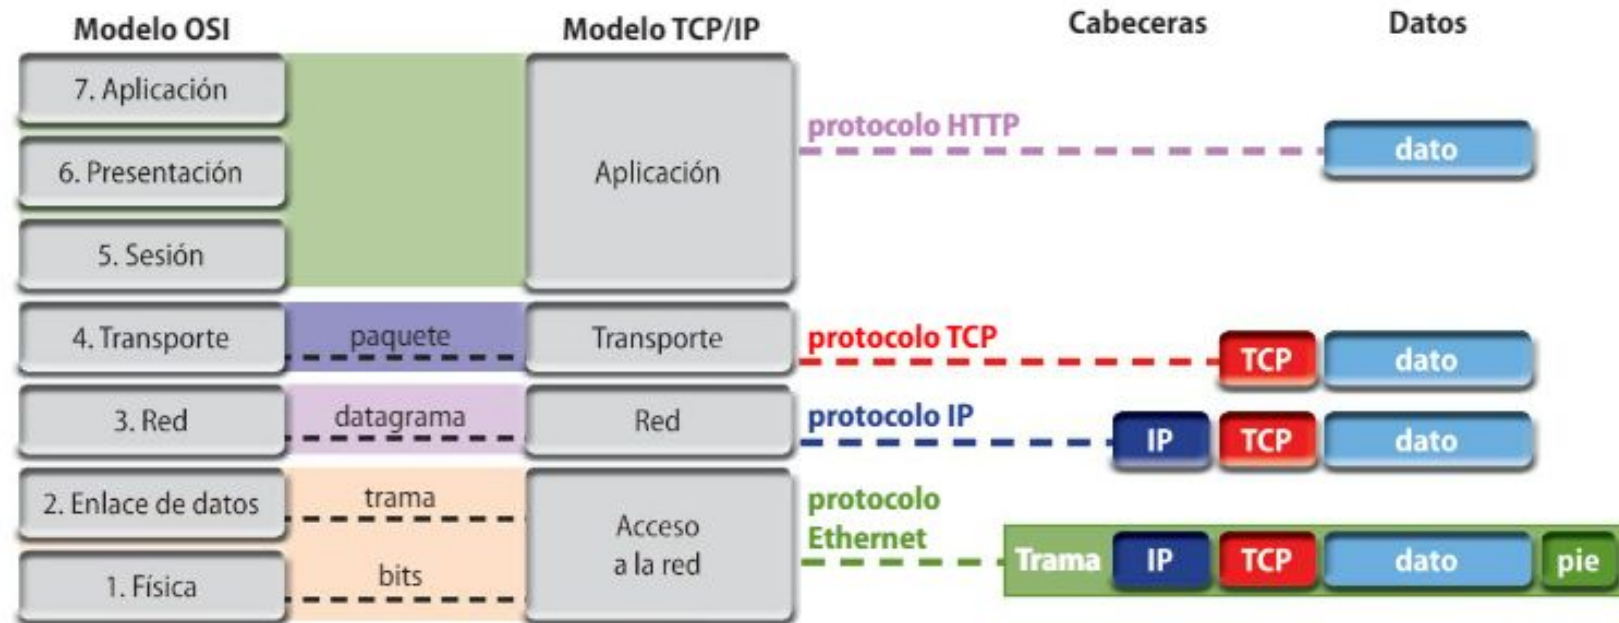 Modelo OSI
Modelo TCP/IP
Cabeceras
Datos
7. Aplicación
6. Presentación
5. Sesión
Aplicación
protocolo HTTP
dato
4. Transporte
paquete
Transporte
protocolo TCP
TCP
dato
3. Red
datagrama
Red
protocolo IP
IP
TCP
dato
2. Enlace de datos
trama
1. Física
bits
Acceso
a la red
protocolo
Ethernet
Trama
IP
TCP
dato
pie